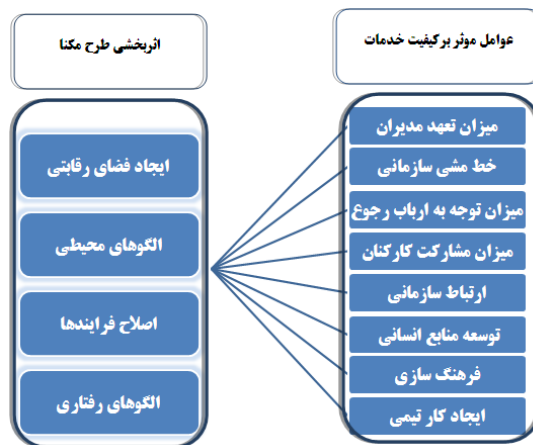 عوامل موثر برکیفیت خدمات
میزان تعهد مدیران
خط مشی سازمانی
میزان توجه به ارباب رجوع
میزان مشارکت کارکنان
ارتباط سازمانی
توسعه منابع انسانی
فرهنگ سازی
ایجاد کار تیمی
اثربخشی طرح مکنا
ایجاد فضای رقابتی
الگوهای محیطی
اصلاح فرایندها
الگوهای رفتاری